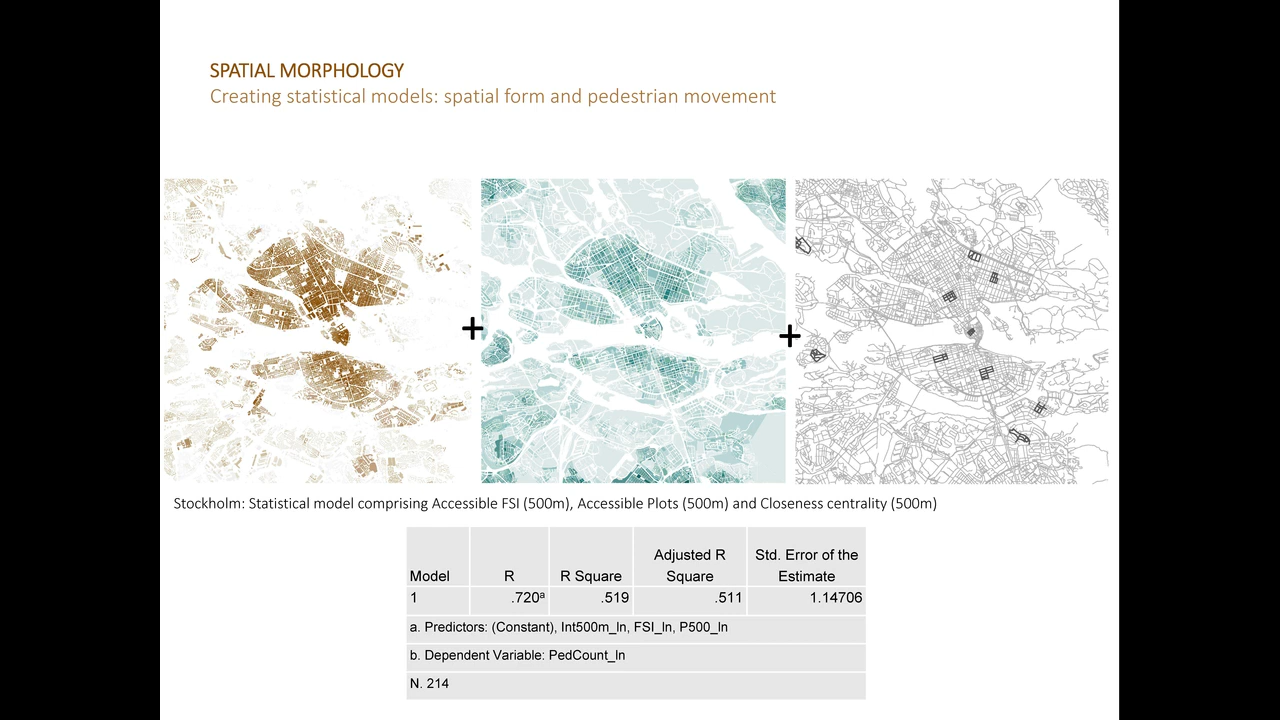 SPATIAL MORPHOLOGY
Creating statistical models: spatial form and pedestrian movement
+ +
Stockholm: Statistical model comprising Accessible FSI (500m), Accessible Plots (500m) and Closeness centrality (500m)
Model R R Square Adjusted R Square Std. Error of the Estimate
1 .720ª .519 .511 1.14706
a. Predictors: (Constant), Int500m_ln, FSI_ln, P500_ln
b. Dependent Variable: PedCount_ln
N. 214